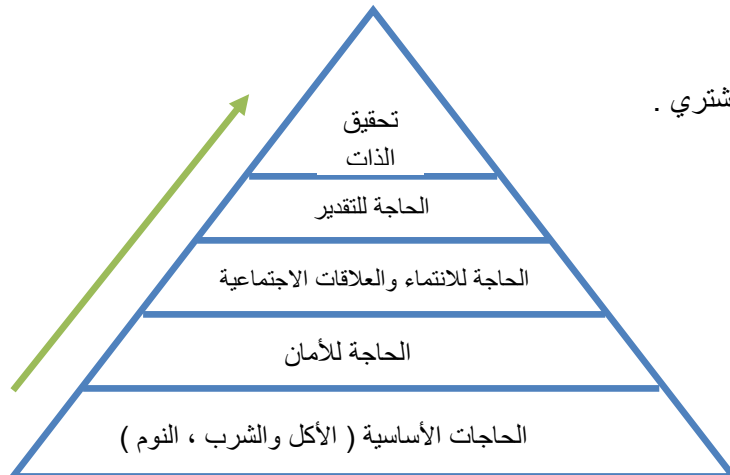 شتري .
تحقيق
الذات
الحاجة للتقدير
الحاجة للانتماء والعلاقات الاجتماعية
الحاجة للأمان
الحاجات الأساسية ( الأكل والشرب ، النوم )